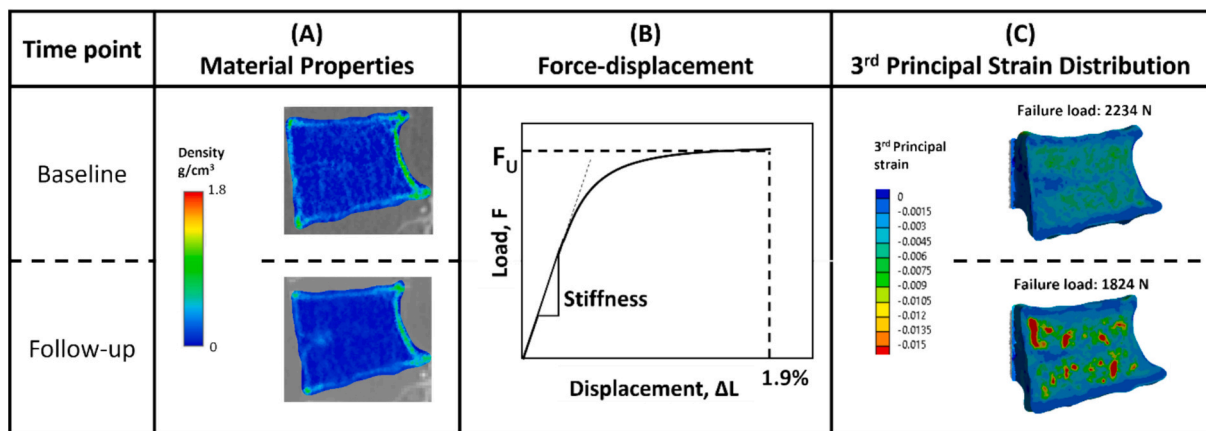 Time point
(A)
Material Properties
(B)
Force-displacement
(C)
3rd Principal Strain Distribution
Baseline
Density
g/cm³
1.8
0
Follow-up
F_U
Load, F
Stiffness
Displacement, ΔL
1.9%
Failure load: 2234 N
3rd Principal
strain
0
-0.0015
-0.003
-0.0045
-0.006
-0.0075
-0.009
-0.0105
-0.012
-0.0135
-0.015
Failure load: 1824 N